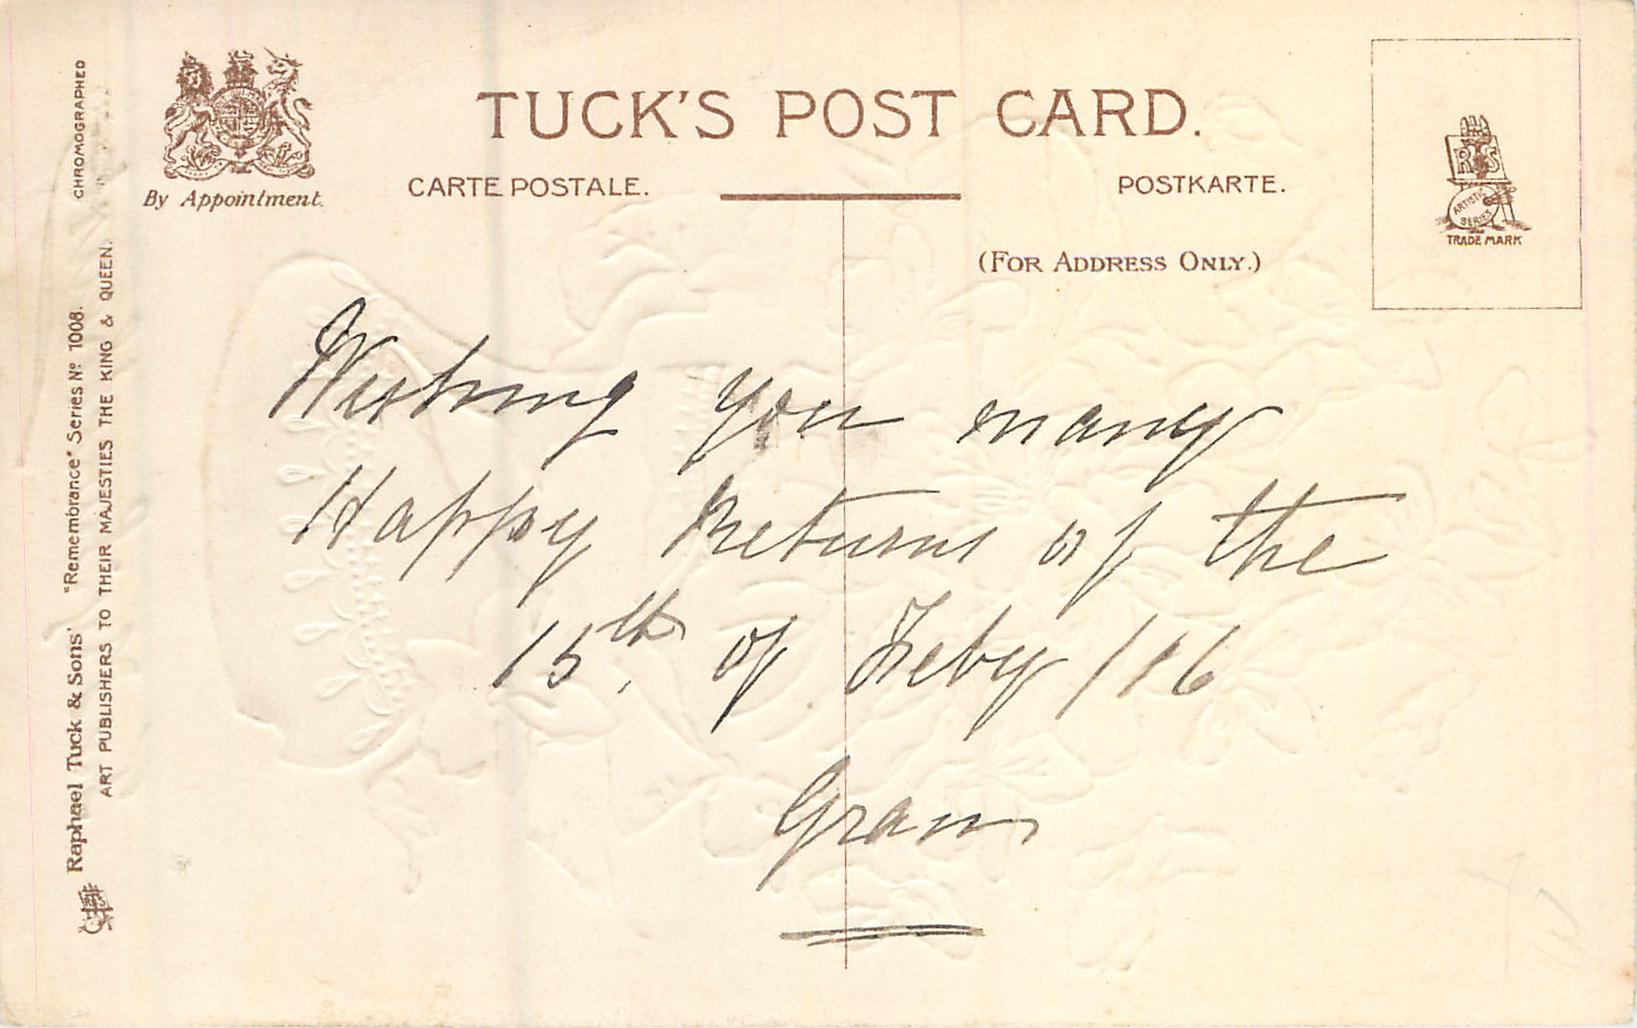 CHROMOGRAPHED
"Remembrance" Series No 1008.
Raphael Tuck & Sons'
ART PUBLISHERS TO THEIR MAJESTIES THE KING & QUEEN.
By Appointment.
TUCK'S POST CARD.
CARTE POSTALE.
POSTKARTE.
(FOR ADDRESS ONLY.)
R T S
ARTISTIC
SERIES
TRADE MARK
Wishing you many
Happy Returns of the
15th of Feby /16
Gran